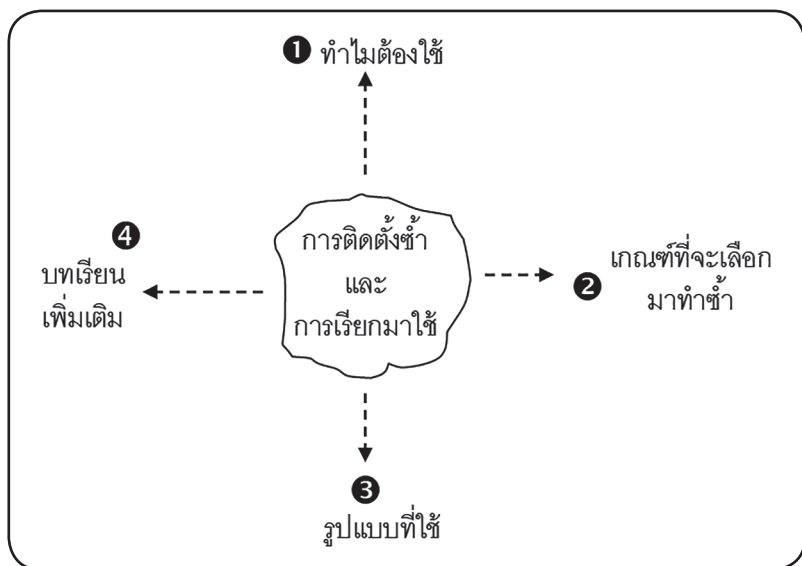 ❶ ทำไมต้องใช้
การติดตั้งซ้ำ
และ
การเรียกมาใช้
❷ เกณฑ์ที่จะเลือก
มาทำซ้ำ
❸
รูปแบบที่ใช้
❹
บทเรียน
เพิ่มเติม